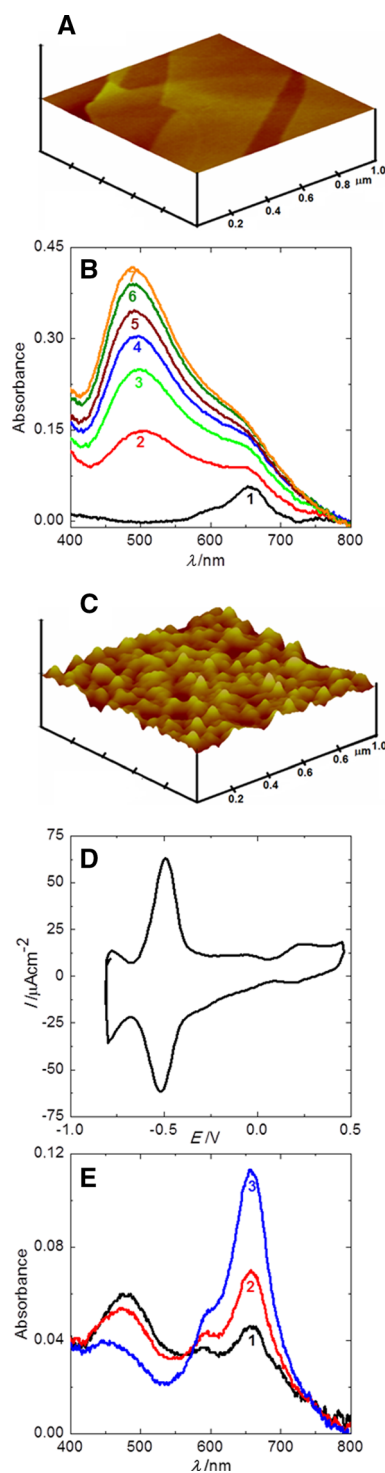 A
0.2
0.4
0.6
0.8
1.0
μm
B
Absorbance
0.45
0.30
0.15
0.00
7
6
5
4
3
2
1
400 500 600 700 800
λ/nm
C
0.2
0.4
0.6
0.6
1.0
μm
D
I/μAcm-2
75
50
25
0
-25
-50
-75
-1.0 -0.5 0.0 0.5
E/V
E
Absorbance
0.12
0.08
0.04
0.00
3
2
1
400 500 600 700 800
λ/nm